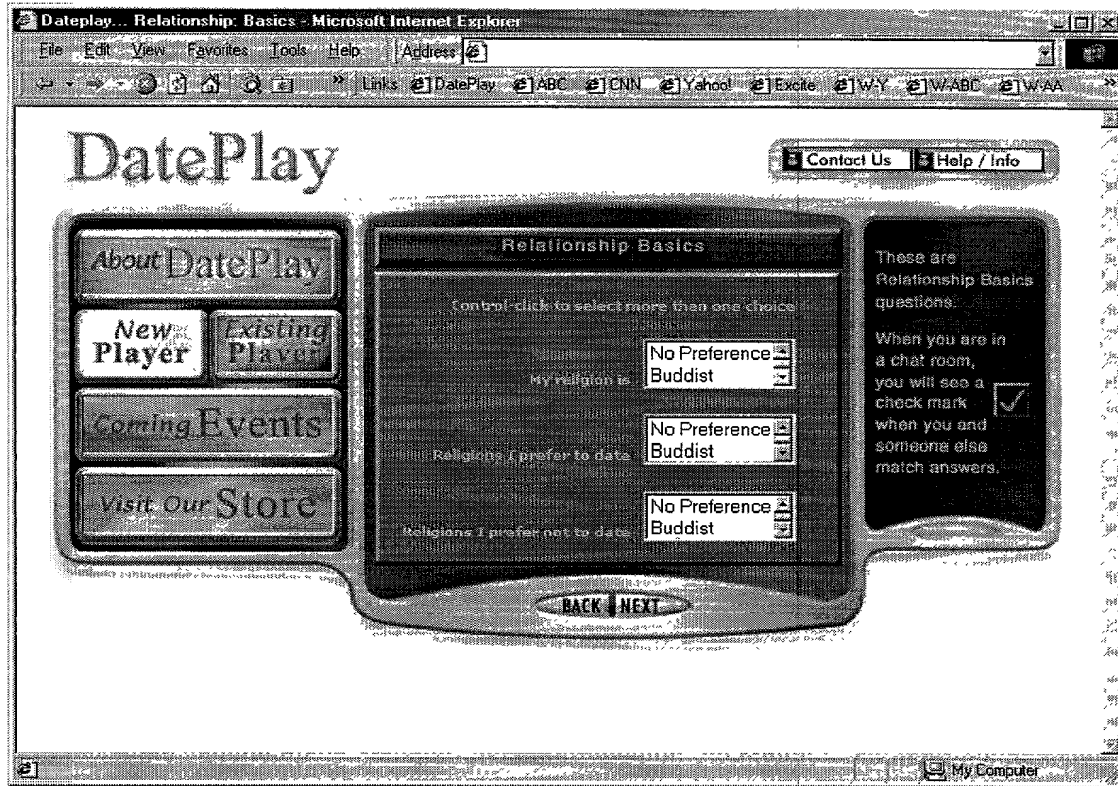 Dateplay... Relationship: Basics - Microsoft Internet Explorer
File Edit View Favorites Tools Help Address
» Links DatePlay ABC CNN Yahoo! Excite W-Y W-ABC W-AA »
DatePlay
Contact Us Help / Info
About DatePlay
New Player
Existing Player
Coming Events
Visit Our Store
Relationship Basics
Control-click to select more than one choice
My religion is
No Preference
Buddist
Religions I prefer to date
No Preference
Buddist
Religions I prefer not to date
No Preference
Buddist
BACK NEXT
These are
Relationship Basics
questions.
When you are in
a chat room,
you will see a
check mark
when you and
someone else
match answers.
My Computer